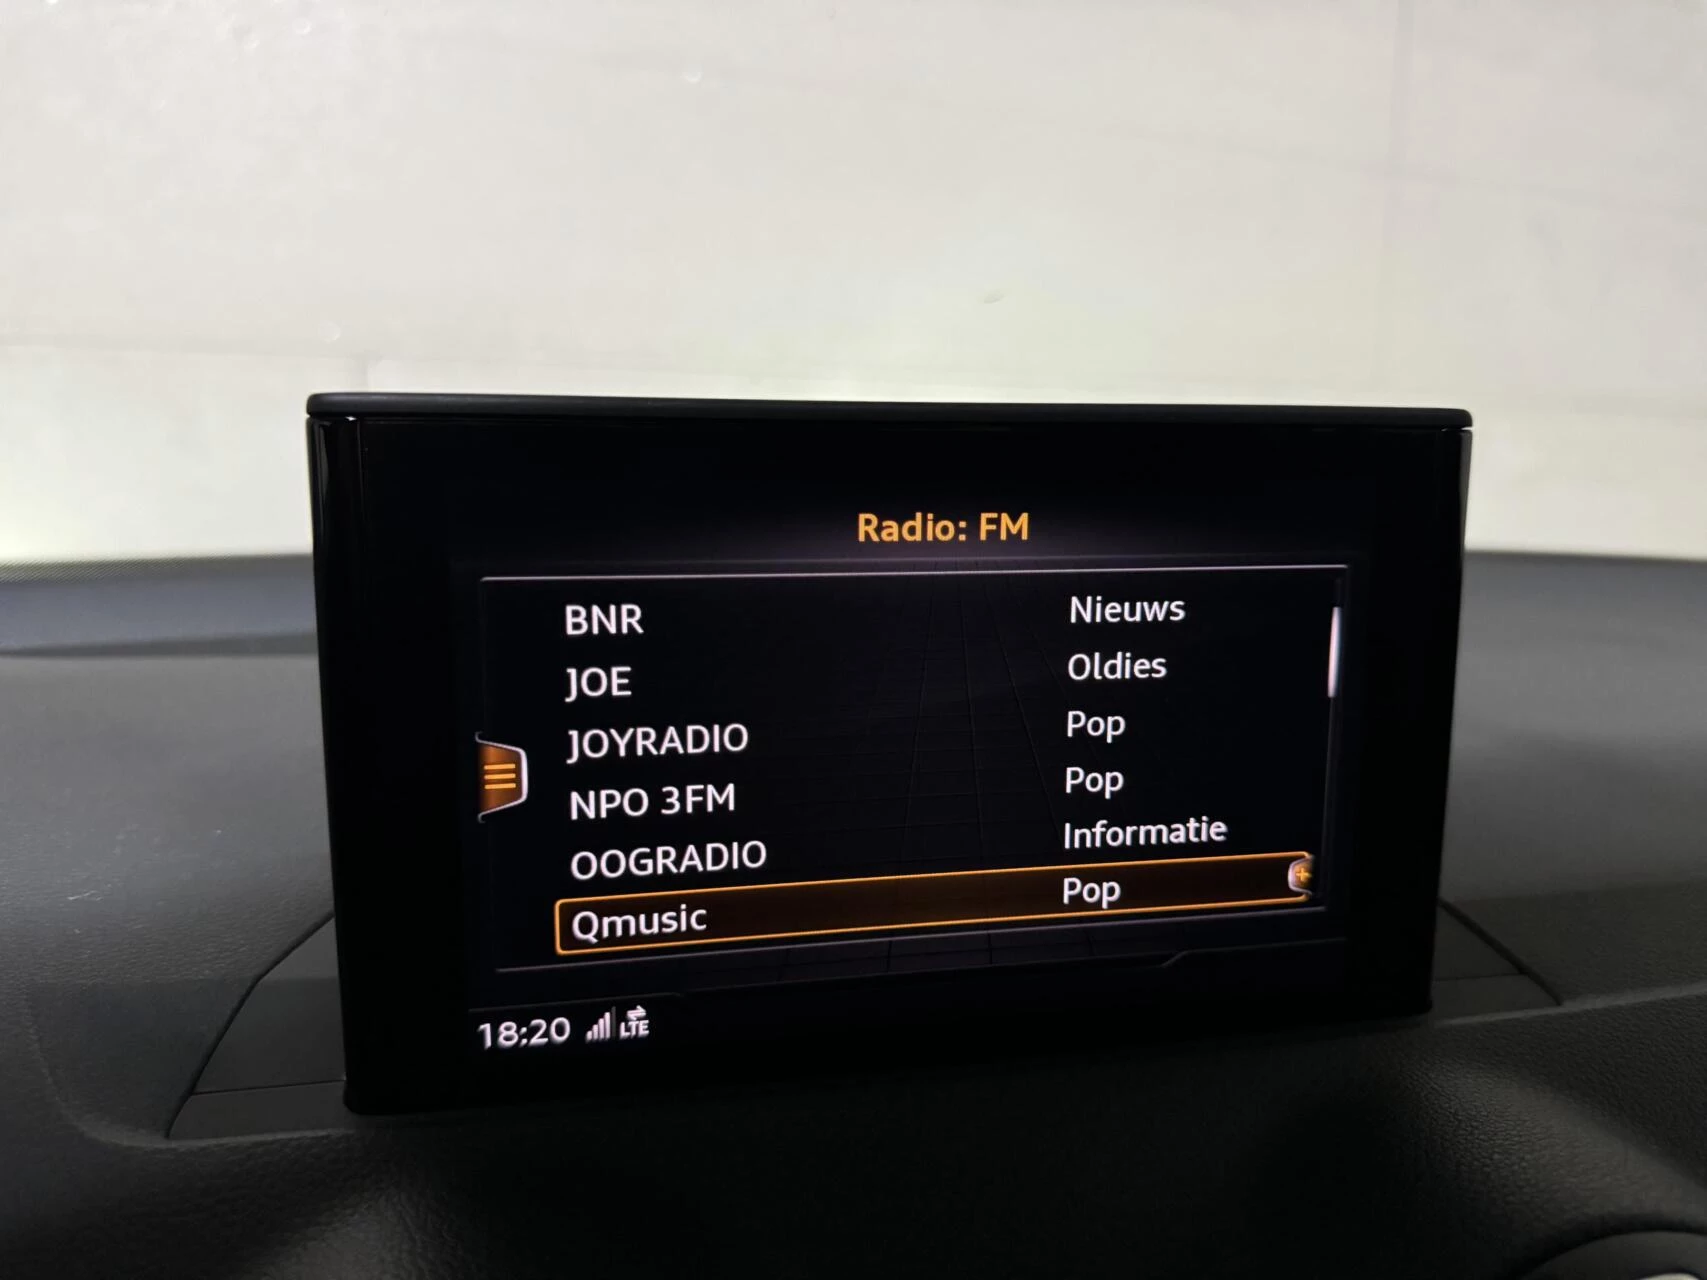 Radio: FM
BNR Nieuws
JOE Oldies
JOYRADIO Pop
NPO 3FM Pop
OOGRADIO Informatie
Qmusic Pop
18:20 LTE